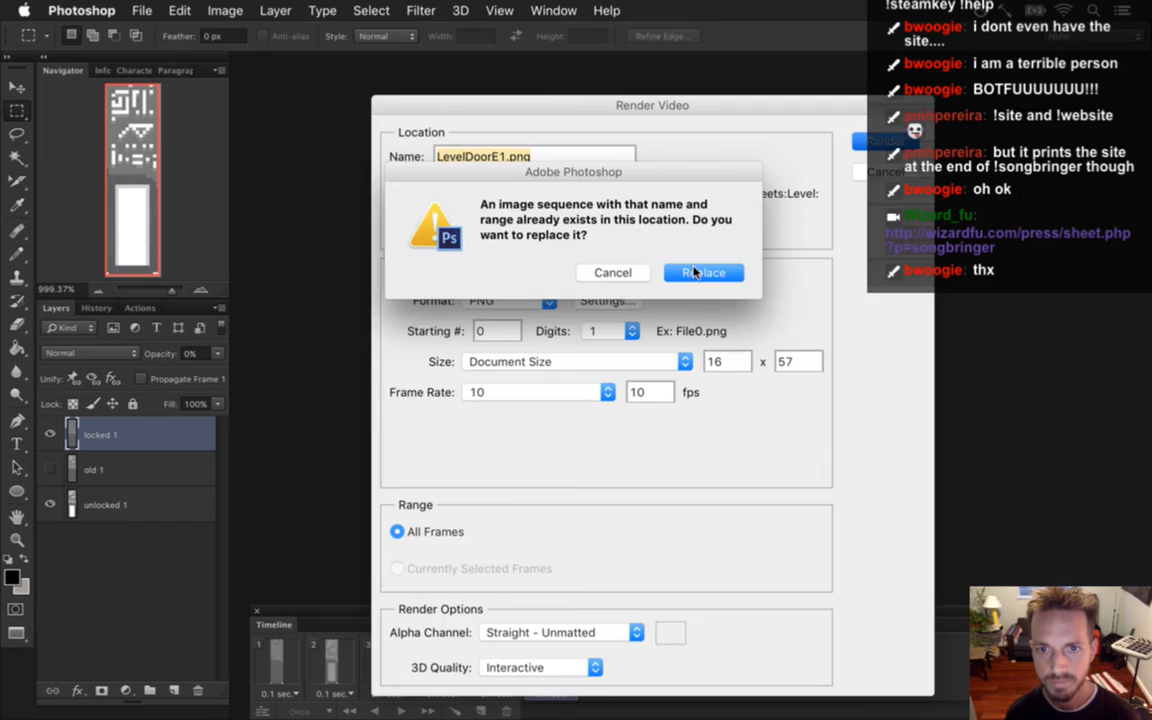 Photoshop File Edit Image Layer Type Select Filter 3D View Window Help
Feather: 0 px Anti-alias Style: Normal Width: Height: Refine Edge...
Navigator Info Characte Paragrap
999.37%
Layers History Actions
Kind
Normal Opacity: 0%
Unify: Propagate Frame 1
Lock: Fill: 100%
locked 1
old 1
unlocked 1
Render Video
Location
Name: LevelDoorE1.png
eets:Level:
Render
Adobe Photoshop
An image sequence with that name and
range already exists in this location. Do you
want to replace it?
Cancel Replace
Format: PNG Settings...
Starting #: 0 Digits: 1 Ex: File0.png
Size: Document Size 16 x 57
Frame Rate: 10 10 fps
Range
All Frames
Currently Selected Frames
Render Options
Alpha Channel: Straight - Unmatted
3D Quality: Interactive
Timeline
1 2 3
0.1 sec. 0.1 sec.
Once
!steamkey !help
bwoogie: i dont even have the
site....
bwoogie: i am a terrible person
bwoogie: BOTFUUUUUUU!!!
pmhpereira: !site and !website
pmhpereira: but it prints the site
at the end of !songbringer though
bwoogie: oh ok
Wizard_fu:
http://wizardfu.com/press/sheet.php
?p=songbringer
bwoogie: thx